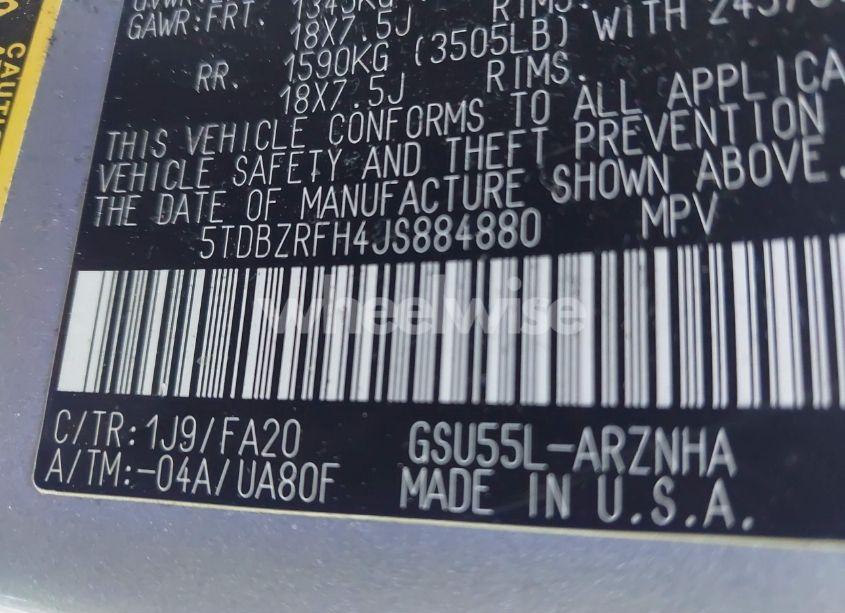 GAWR:FRT. 1345KG
18X7.5J RIMS.
RR. 1590KG (3505LB) WITH
18X7.5J RIMS.
THIS VEHICLE CONFORMS TO ALL APPLICA
VEHICLE SAFETY AND THEFT PREVENTION
THE DATE OF MANUFACTURE SHOWN ABOVE.
5TDBZRFH4JS884880 MPV
wheelwise
C/TR:1J9/FA20 GSU55L-ARZNHA
A/TM:-04A/UA80F MADE IN U.S.A.